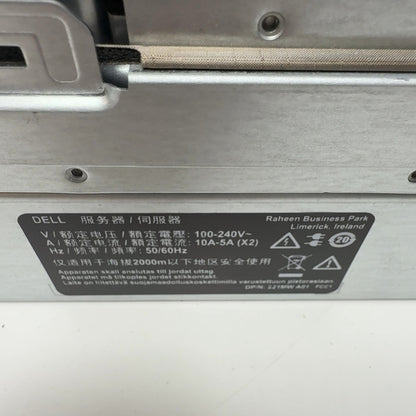 DELL 服务器 / 伺服器
Raheen Business Park
Limerick, Ireland
V / 额定电压 / 額定電壓: 100-240V~
A / 额定电流 / 額定電流: 10A-5A (X2)
Hz / 频率 / 頻率: 50/60Hz
20
仅适用于海拔2000m以下地区安全使用
Apparaten skall anslutas till jordat uttag.
Apparatet må tilkoples jordet stikkontakt.
Laite on liitettävä suojamaadoituskoskettimilla varustettuun pistorasiaan
DP/N: A01 FCC1